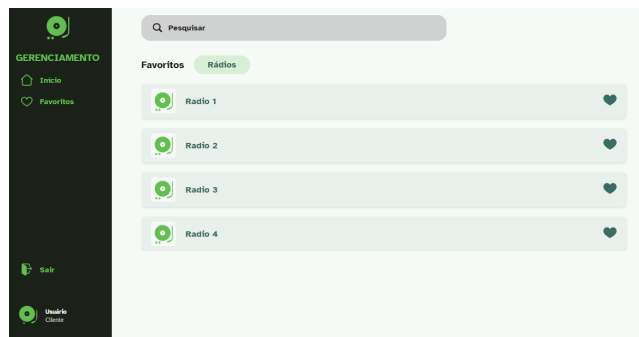 GERENCIAMENTO
Início
Favoritos
Sair
Usuário
Cliente
Pesquisar
Favoritos Rádios
Radio 1
Radio 2
Radio 3
Radio 4